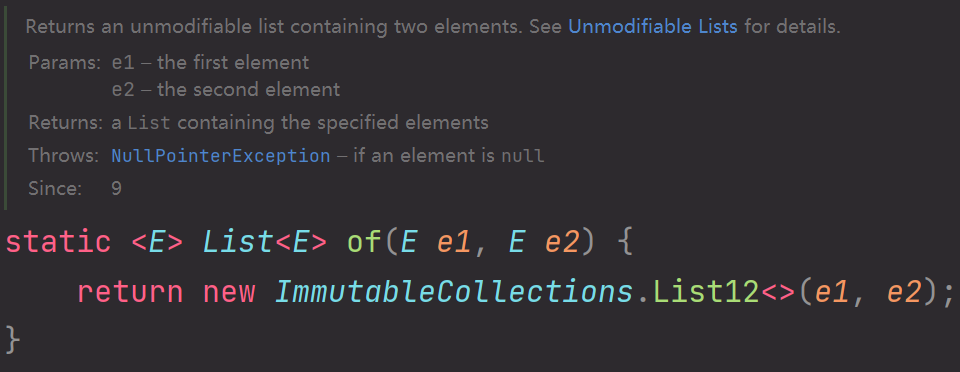 Returns an unmodifiable list containing two elements. See Unmodifiable Lists for details.
Params: e1 – the first element
e2 – the second element
Returns: a List containing the specified elements
Throws: NullPointerException – if an element is null
Since: 9
static <E> List<E> of(E e1, E e2) {
    return new ImmutableCollections.List12<>(e1, e2);
}